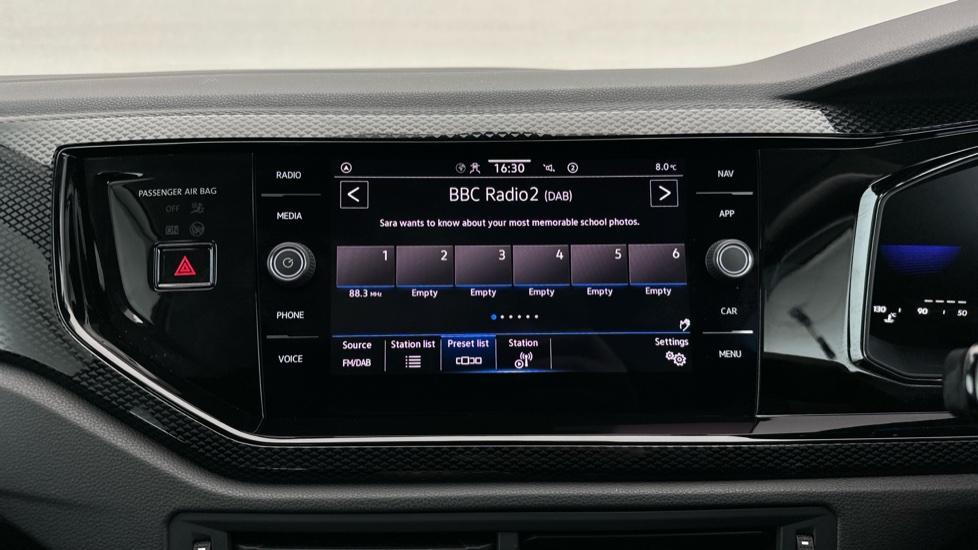 PASSENGER AIR BAG
OFF
RADIO
MEDIA
PHONE
VOICE
16:30
2
8.0°C
BBC Radio2 (DAB)
Sara wants to know about your most memorable school photos.
1 2 3 4 5 6
88.3 MHz Empty Empty Empty Empty Empty
Source Station list Preset list Station Settings
FM/DAB
NAV
APP
CAR
MENU
130 °C 90 50